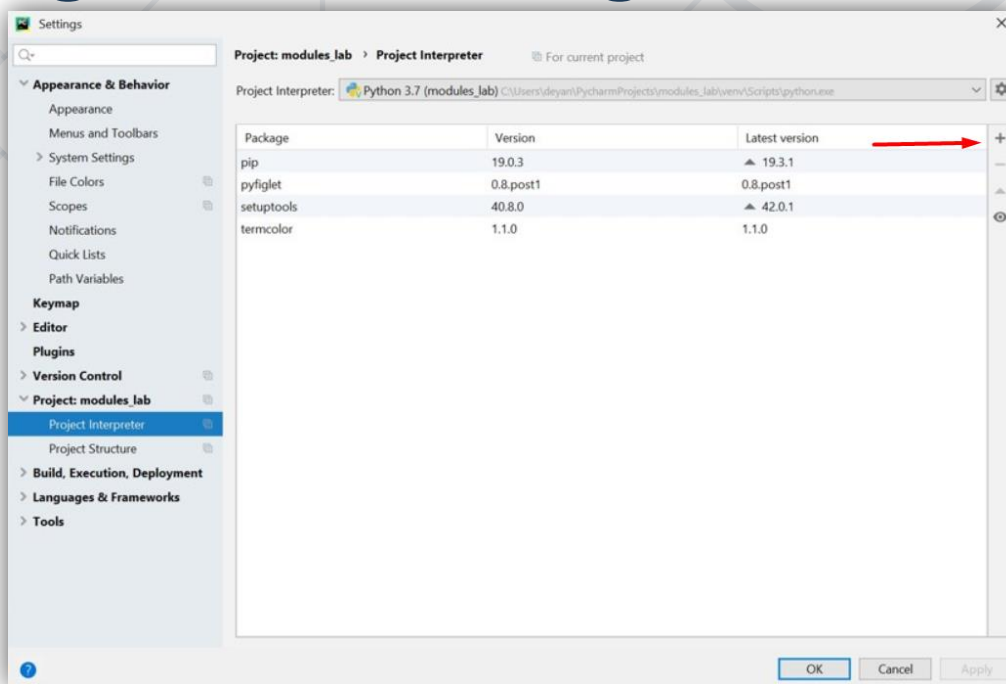 Settings
Project: modules_lab › Project Interpreter For current project
Appearance & Behavior
Project Interpreter: Python 3.7 (modules_lab) C:\Users\deyan\PycharmProjects\modules_lab\venv\Scripts\python.exe
Appearance
Menus and Toolbars
System Settings
File Colors
Scopes
Notifications
Quick Lists
Path Variables
Keymap
Editor
Plugins
Version Control
Project: modules_lab
Project Interpreter
Project Structure
Build, Execution, Deployment
Languages & Frameworks
Tools
Package Version Latest version
pip 19.0.3 19.3.1
pyfiglet 0.8.post1 0.8.post1
setuptools 40.8.0 42.0.1
termcolor 1.1.0 1.1.0
? OK Cancel Apply